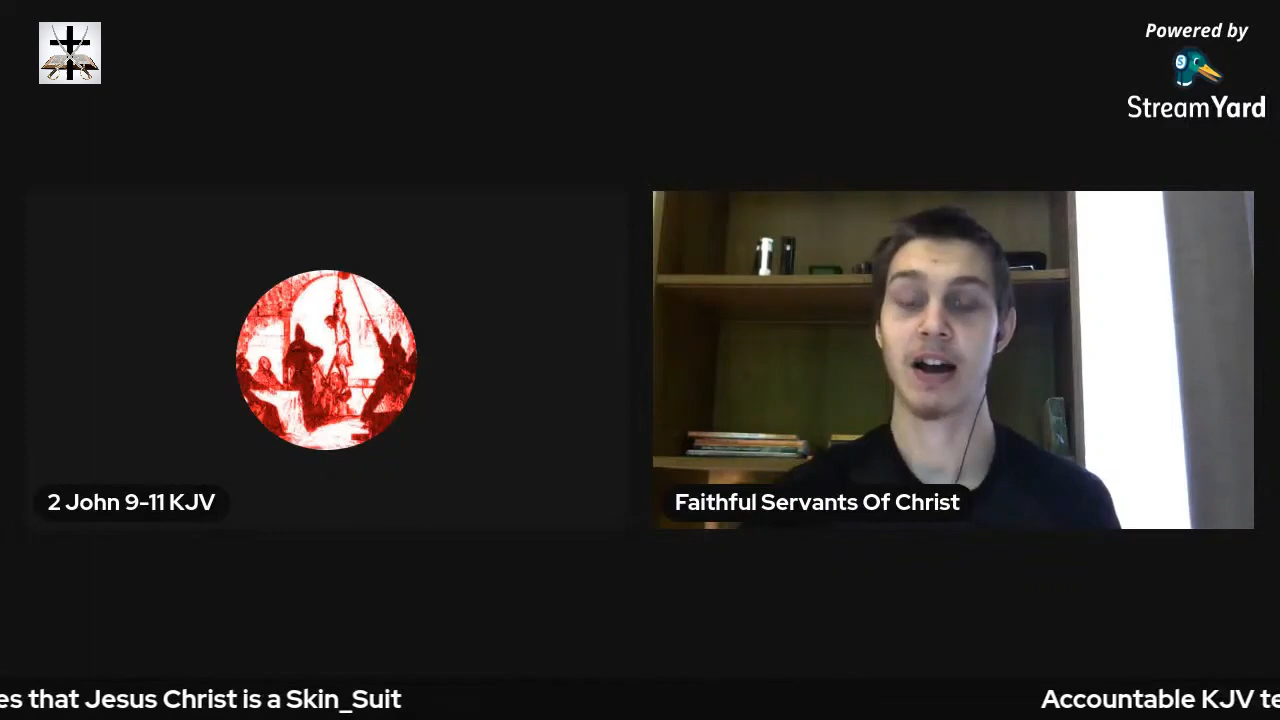 Powered by
S
StreamYard
2 John 9-11 KJV
Faithful Servants Of Christ
es that Jesus Christ is a Skin_Suit
Accountable KJV te